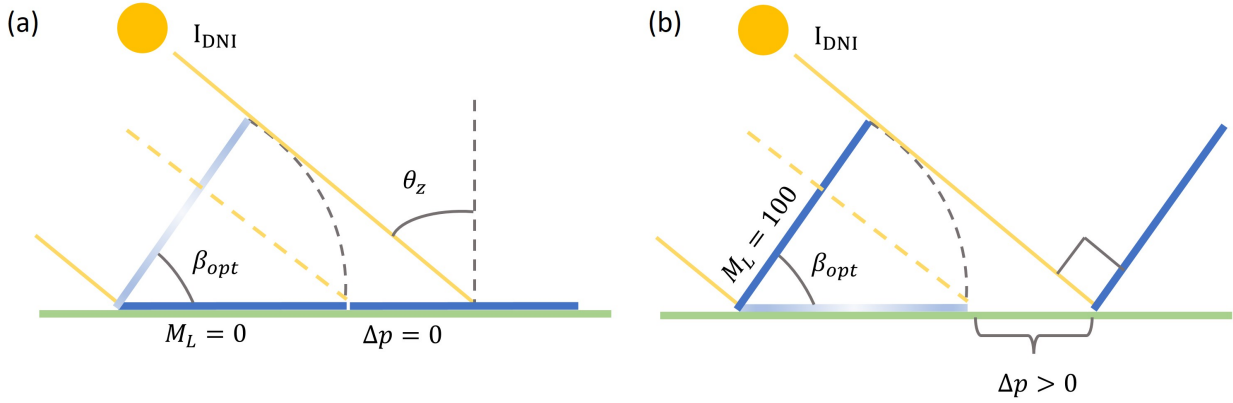 (a)
I_DNI
θ_z
β_opt
M_L = 0
Δp = 0
(b)
I_DNI
M_L = 100
β_opt
Δp > 0